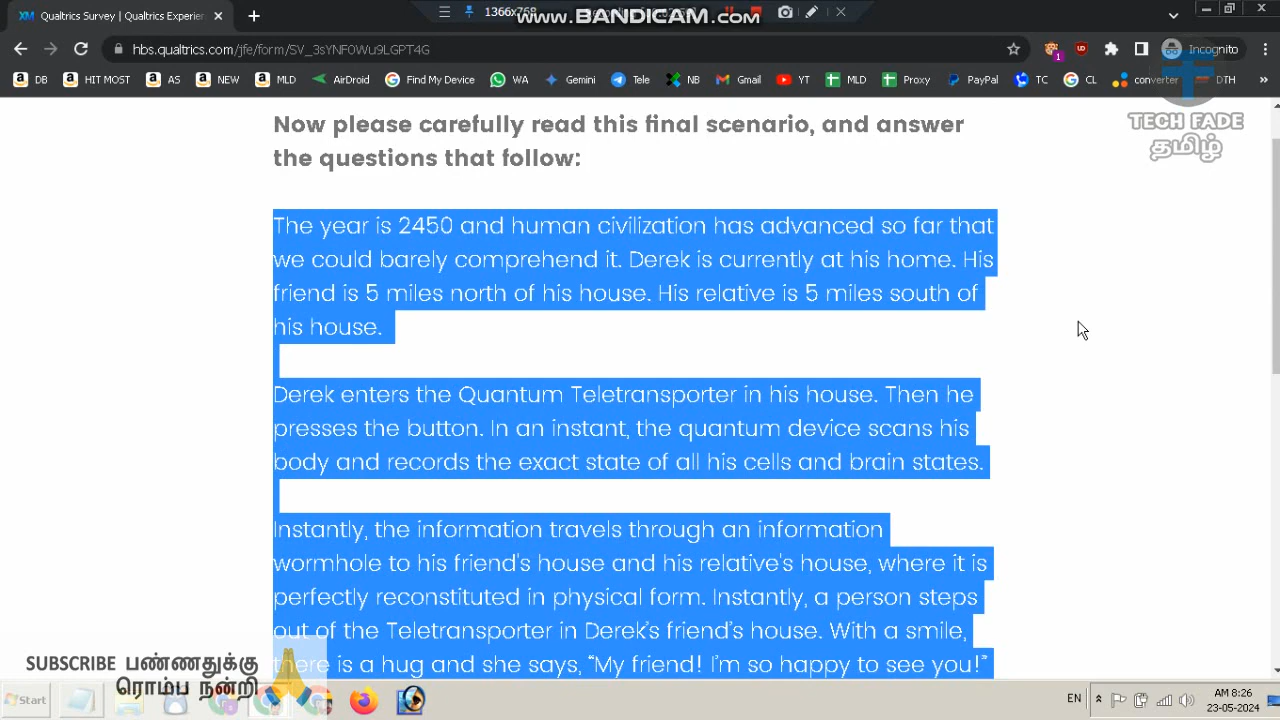 Qualtrics Survey | Qualtrics Experier
1366x768
www.BANDICAM.com
hbs.qualtrics.com/jfe/form/SV_3sYNF0Wu9LGPT4G
Incognito
DB HIT MOST AS NEW MLD AirDroid Find My Device WA Gemini Tele NB Gmail YT MLD Proxy PayPal TC CL converter DTH
TECH FADE
தமிழ்
Now please carefully read this final scenario, and answer
the questions that follow:
The year is 2450 and human civilization has advanced so far that
we could barely comprehend it. Derek is currently at his home. His
friend is 5 miles north of his house. His relative is 5 miles south of
his house.
Derek enters the Quantum Teletransporter in his house. Then he
presses the button. In an instant, the quantum device scans his
body and records the exact state of all his cells and brain states.
Instantly, the information travels through an information
wormhole to his friend's house and his relative's house, where it is
perfectly reconstituted in physical form. Instantly, a person steps
out of the Teletransporter in Derek's friend's house. With a smile,
there is a hug and she says, “My friend! I'm so happy to see you!”
SUBSCRIBE பண்ணதுக்கு
ரொம்ப நன்றி
Start
EN
AM 8:26
23-05-2024